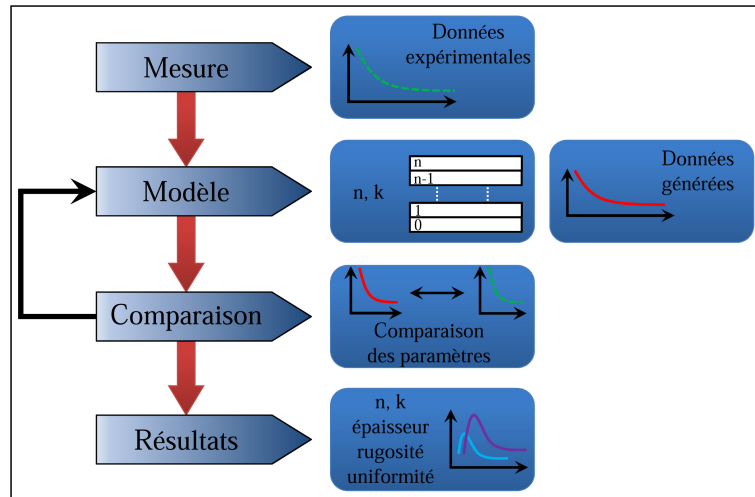 Mesure
Données
expérimentales
Modèle
n, k
n
n-1
1
0
Données
générées
Comparaison
Comparaison
des paramètres
Résultats
n, k
épaisseur
rugosité
uniformité